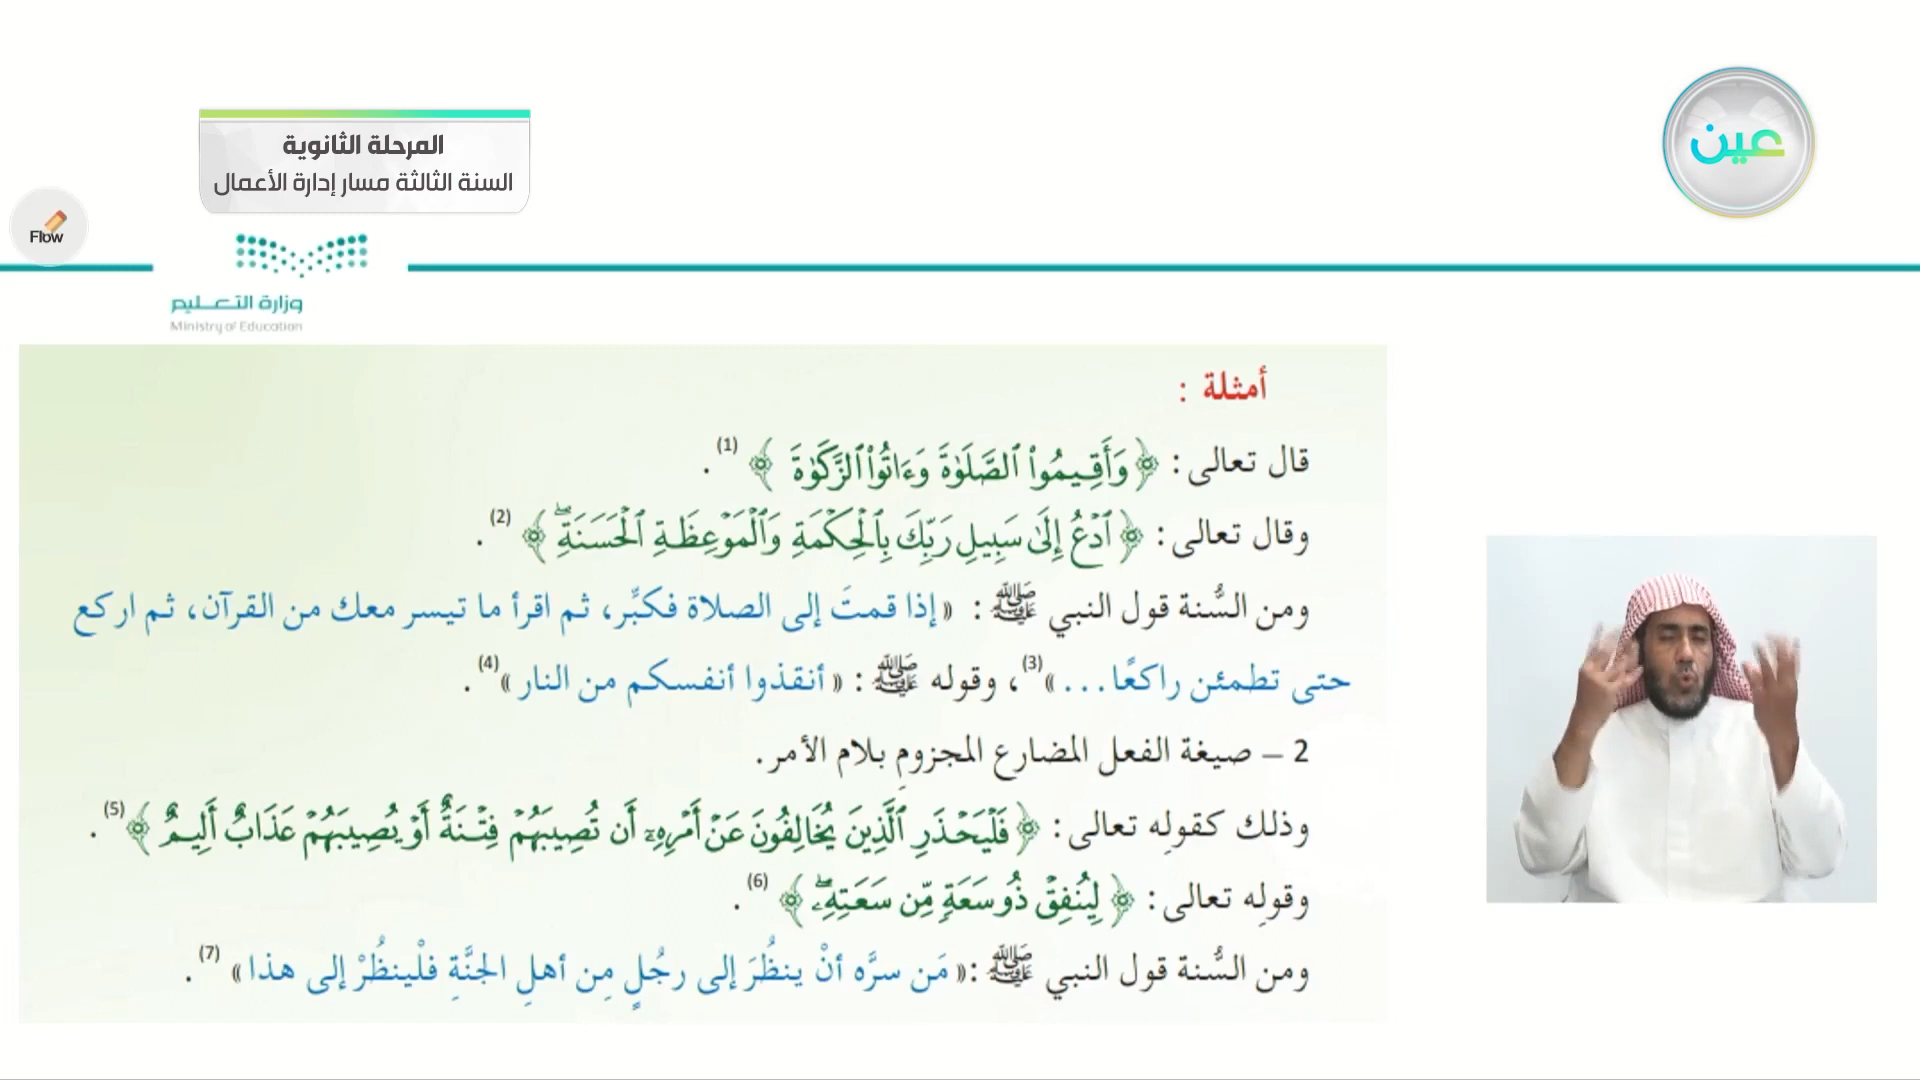 المرحلة الثانوية
السنة الثالثة مسار إدارة الأعمال
عين
Flow
وزارة التعليم
Ministry of Education
أمثلة :
قال تعالى: ﴿ وَأَقِيمُوا۟ ٱلصَّلَوٰةَ وَءَاتُوا۟ ٱلزَّكَوٰةَ ﴾ (1) .
وقال تعالى: ﴿ ٱدْعُ إِلَىٰ سَبِيلِ رَبِّكَ بِٱلْحِكْمَةِ وَٱلْمَوْعِظَةِ ٱلْحَسَنَةِ ۖ ﴾ (2) .
ومن السُّنة قول النبي ﷺ : «إذا قمتَ إلى الصلاة فكبِّر، ثم اقرأ ما تيسر معك من القرآن، ثم اركع
حتى تطمئن راكعًا...» (3)، وقوله ﷺ : «أنقذوا أنفسكم من النار» (4) .
2 – صيغة الفعل المضارع المجزومِ بلام الأمر.
وذلك كقولِه تعالى: ﴿ فَلْيَحْذَرِ ٱلَّذِينَ يُخَالِفُونَ عَنْ أَمْرِهِۦٓ أَن تُصِيبَهُمْ فِتْنَةٌ أَوْ يُصِيبَهُمْ عَذَابٌ أَلِيمٌ ﴾ (5) .
وقولِه تعالى: ﴿ لِيُنفِقْ ذُو سَعَةٍ مِّن سَعَتِهِۦ ۖ ﴾ (6) .
ومن السُّنة قول النبي ﷺ :«مَن سرَّه أنْ ينظُرَ إلى رجُلٍ مِن أهلِ الجنَّةِ فلْينظُرْ إلى هذا» (7) .